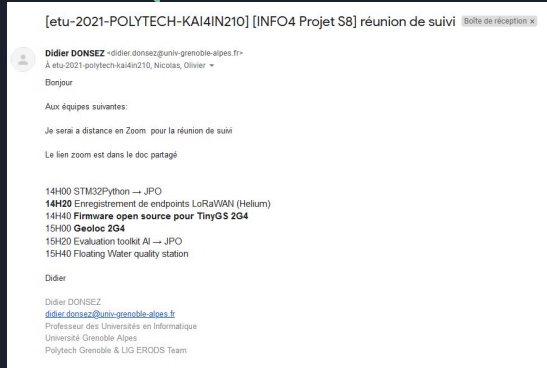 [etu-2021-POLYTECH-KAI4IN210] [INFO4 Projet S8] réunion de suivi Boîte de réception ×
Didier DONSEZ <didier.donsez@univ-grenoble-alpes.fr>
À etu-2021-polytech-kai4in210, Nicolas, Olivier
Bonjour
Aux équipes suivantes:
Je serai a distance en Zoom pour la réunion de suivi
Le lien zoom est dans le doc partagé
14H00 STM32Python → JPO
14H20 Enregistrement de endpoints LoRaWAN (Helium)
14H40 Firmware open source pour TinyGS 2G4
15H00 Geoloc 2G4
15H20 Evaluation toolkit AI → JPO
15H40 Floating Water quality station
Didier
Didier DONSEZ
didier.donsez@univ-grenoble-alpes.fr
Professeur des Universités en Informatique
Université Grenoble Alpes
Polytech Grenoble & LIG ERODS Team